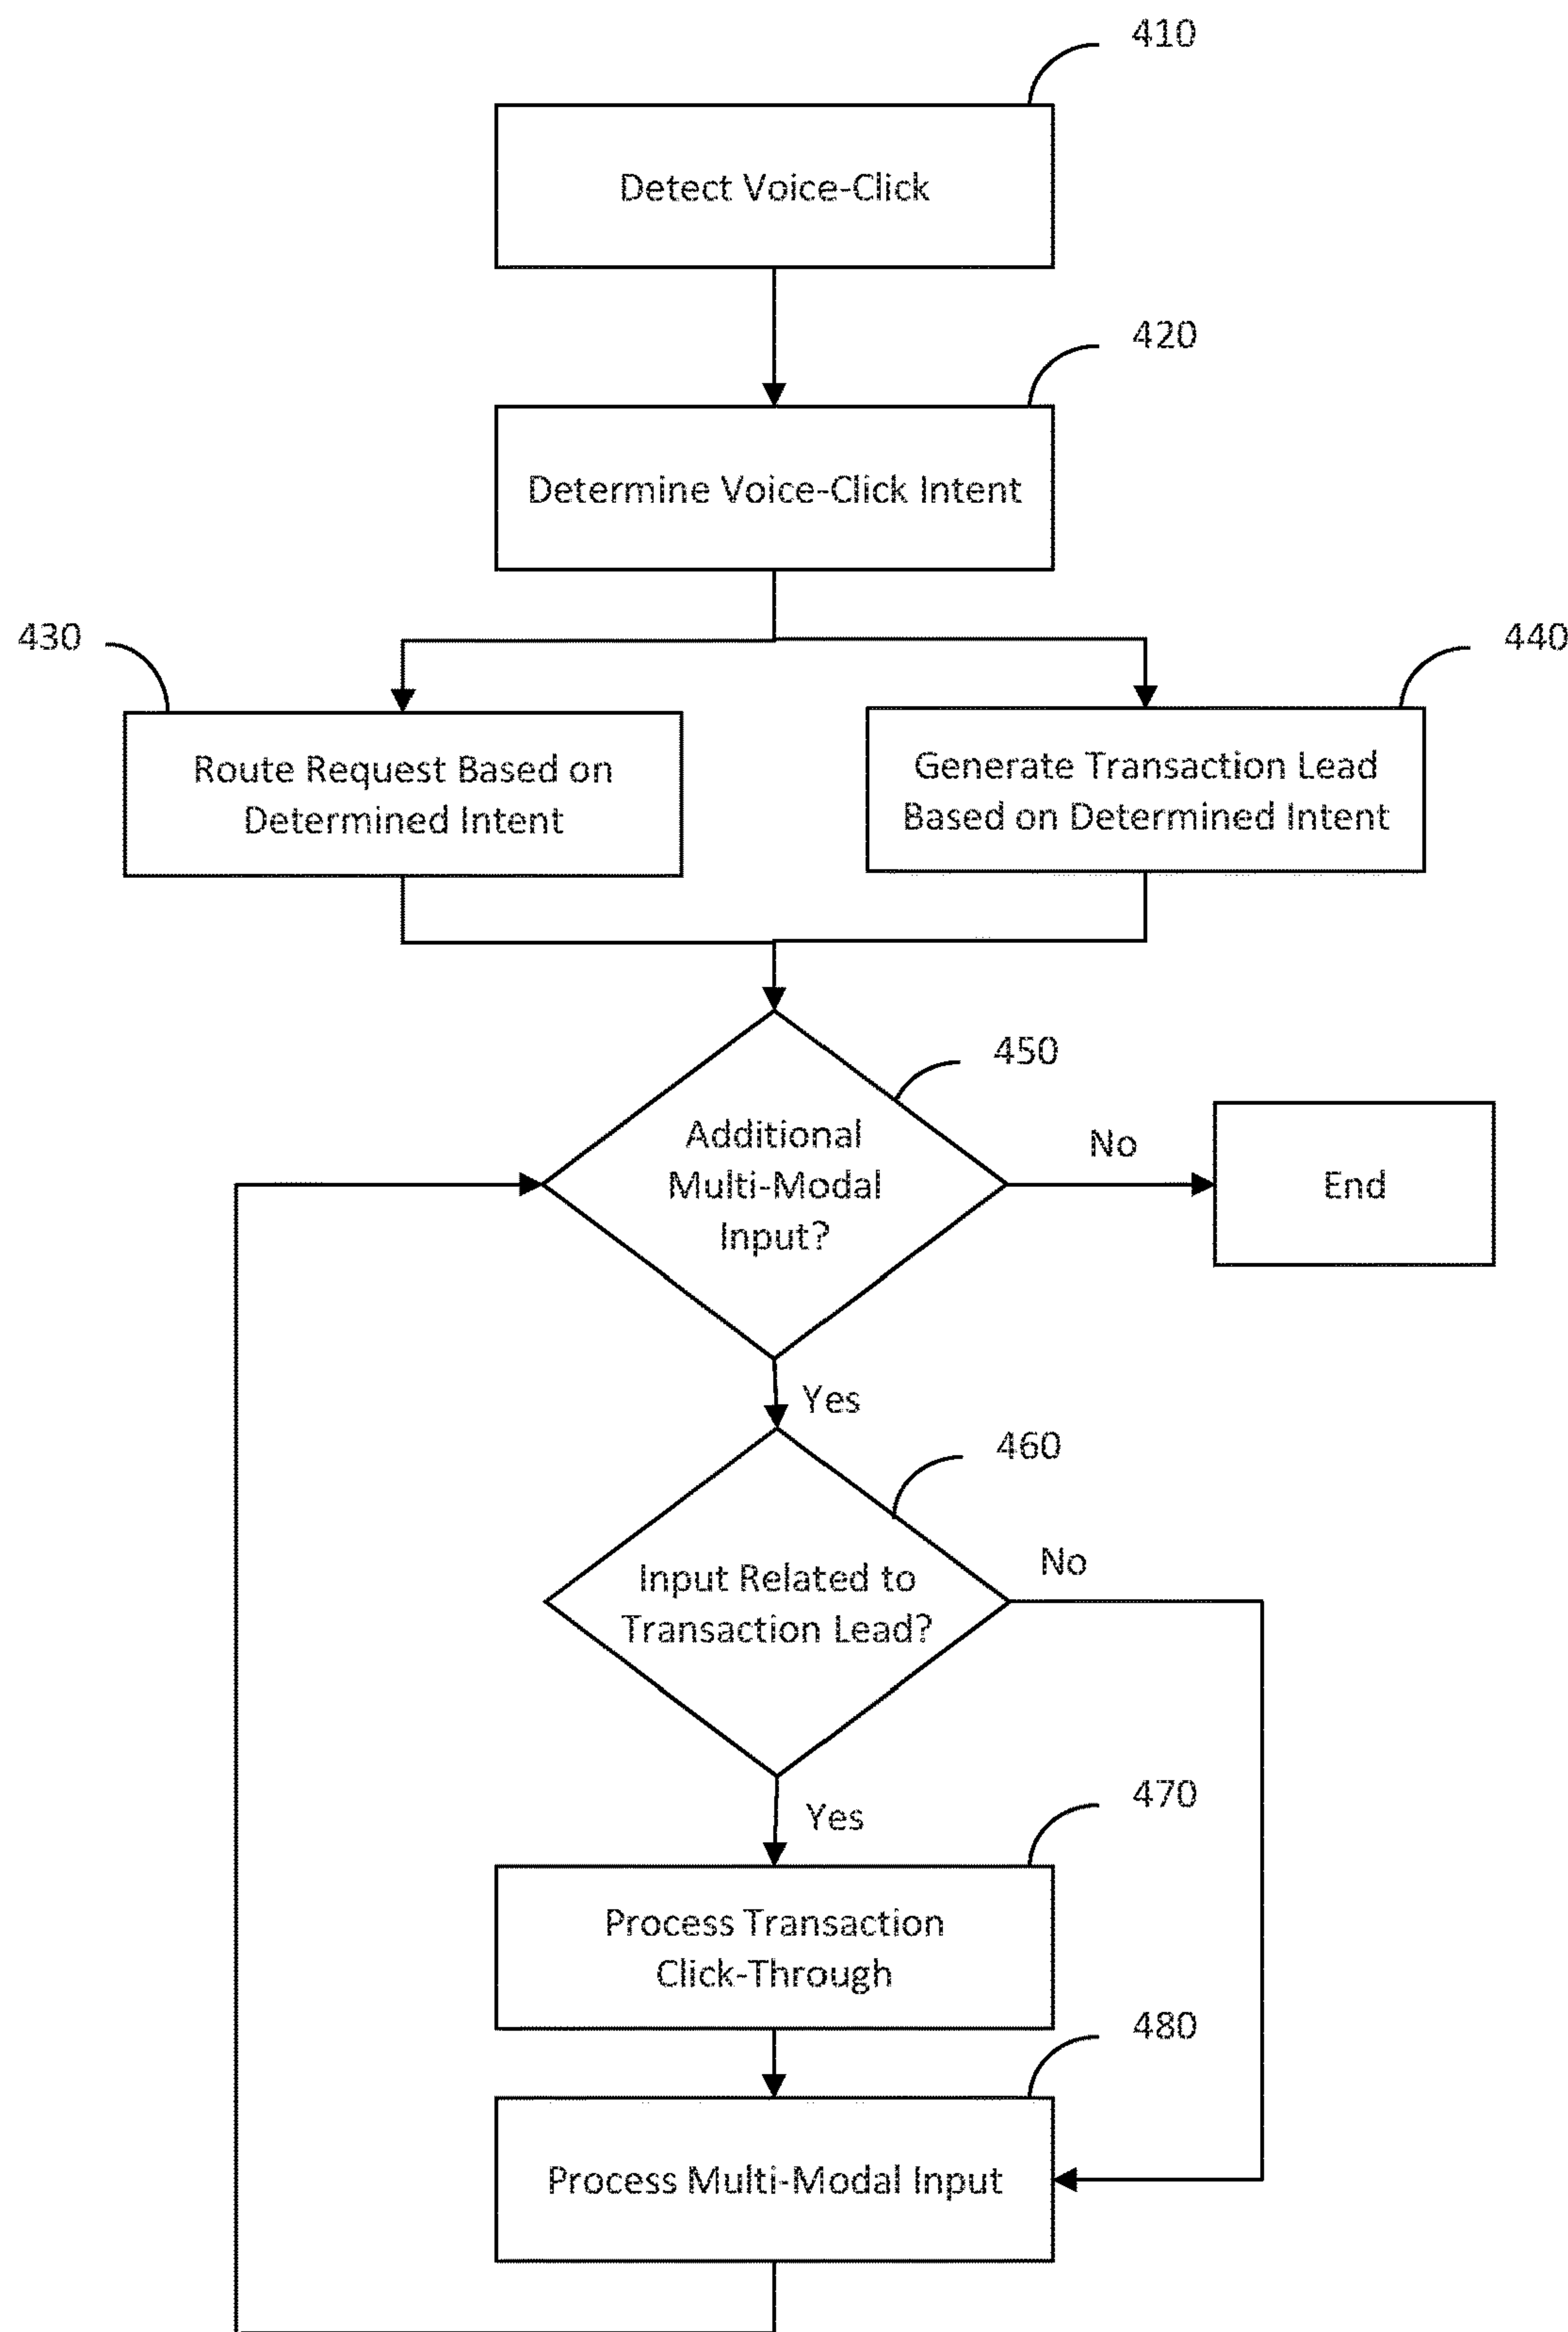 410
Detect Voice-Click
420
Determine Voice-Click Intent
430
440
Route Request Based on
Determined Intent
Generate Transaction Lead
Based on Determined Intent
450
Additional
Multi-Modal
Input?
No
End
Yes
460
Input Related to
Transaction Lead?
No
Yes
470
Process Transaction
Click-Through
480
Process Multi-Modal Input